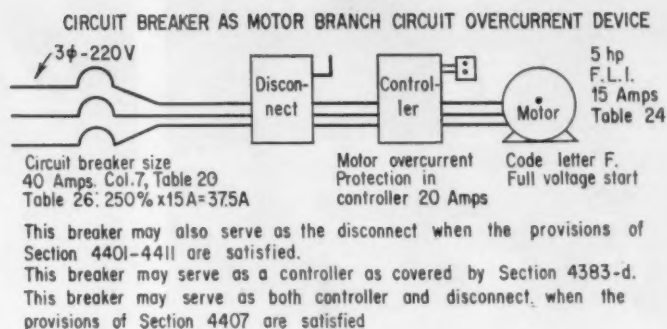 CIRCUIT BREAKER AS MOTOR BRANCH CIRCUIT OVERCURRENT DEVICE
3ϕ-220V
Discon-
nect
Control-
ler
Motor
5 hp
F.L.I.
15 Amps
Table 24
Circuit breaker size
40 Amps. Col.7, Table 20
Table 26: 250% x15A=37.5A
Motor overcurrent
Protection in
controller 20 Amps
Code letter F.
Full voltage start
This breaker may also serve as the disconnect when the provisions of
Section 4401-4411 are satisfied.
This breaker may serve as a controller as covered by Section 4383-d.
This breaker may serve as both controller and disconnect when the
provisions of Section 4407 are satisfied